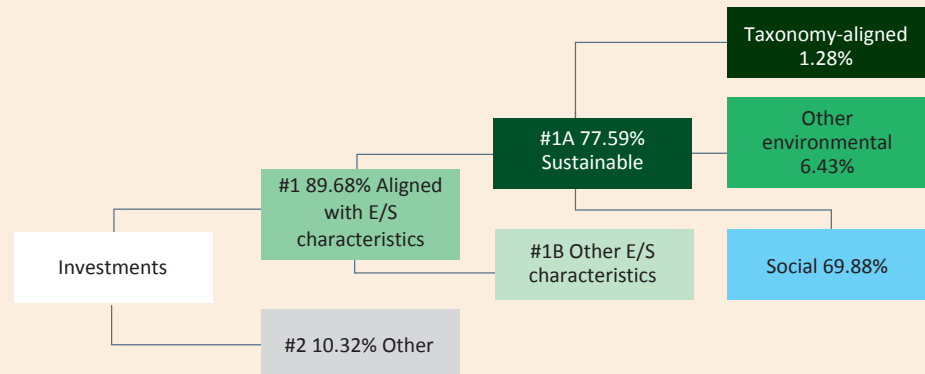 Taxonomy-aligned
1.28%
#1A 77.59%
Sustainable
Other
environmental
6.43%
#1 89.68% Aligned
with E/S
characteristics
Investments
#1B Other E/S
characteristics
Social 69.88%
#2 10.32% Other